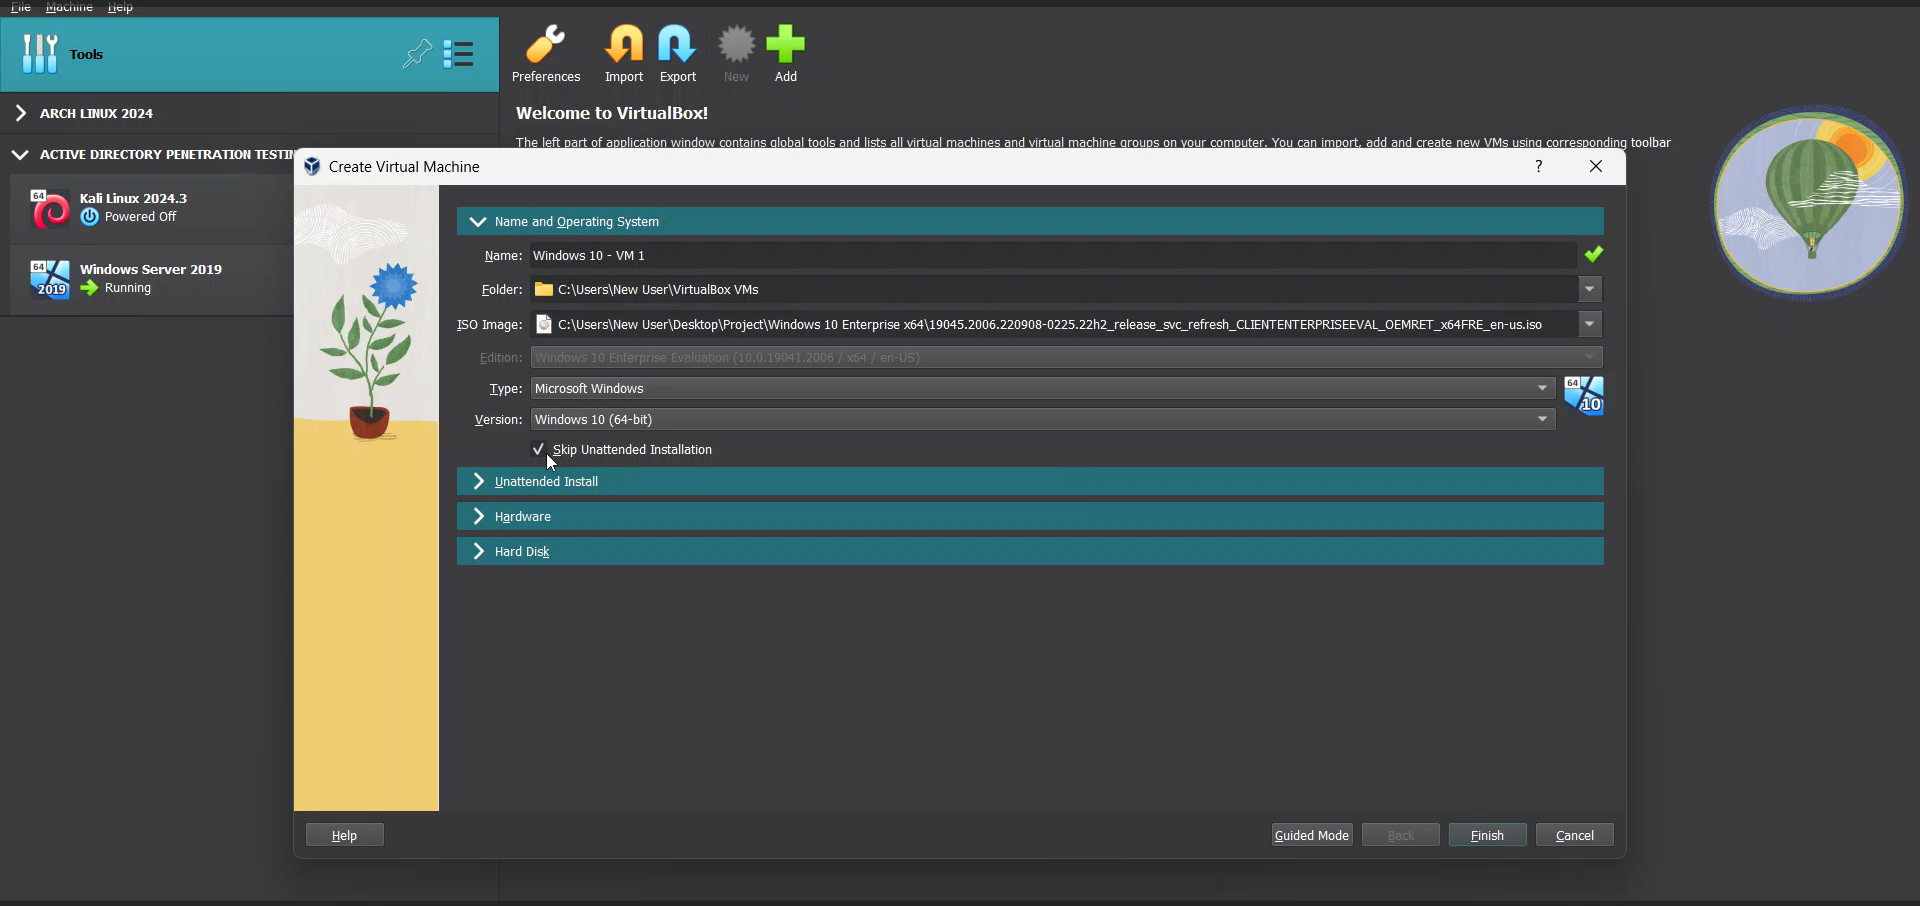 File Machine Help
Tools
Preferences Import Export New Add
ARCH LINUX 2024
Welcome to VirtualBox!
The left part of application window contains global tools and lists all virtual machines and virtual machine groups on your computer. You can import, add and create new VMs using corresponding toolbar
ACTIVE DIRECTORY PENETRATION
64
Kali Linux 2024.3
Powered Off
64
2019
Windows Server 2019
Running
Create Virtual Machine ?
Name and Operating System
Name: Windows 10 - VM 1
Folder: C:\Users\New User\VirtualBox VMs
ISO Image: C:\Users\New User\Desktop\Project\Windows 10 Enterprise x64\19045.2006.220908-0225.22h2_release_svc_refresh_CLIENTENTERPRISEEVAL_OEMRET_x64FRE_en-us.iso
Edition: Windows 10 Enterprise Evaluation (10.0.19041.2006 / x64 / en-US)
Type: Microsoft Windows
64
10
Version: Windows 10 (64-bit)
Skip Unattended Installation
Unattended Install
Hardware
Hard Disk
Help Guided Mode Back Finish Cancel